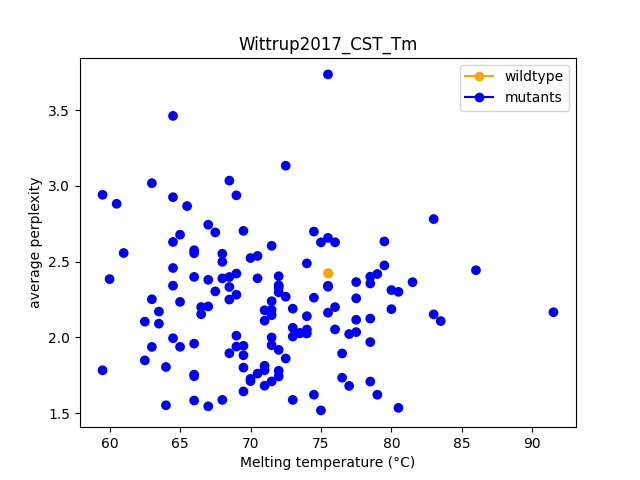 Wittrup2017_CST_Tm
wildtype
mutants
3.5
3.0
2.5
2.0
1.5
average perplexity
60 65 70 75 80 85 90
Melting temperature (°C)